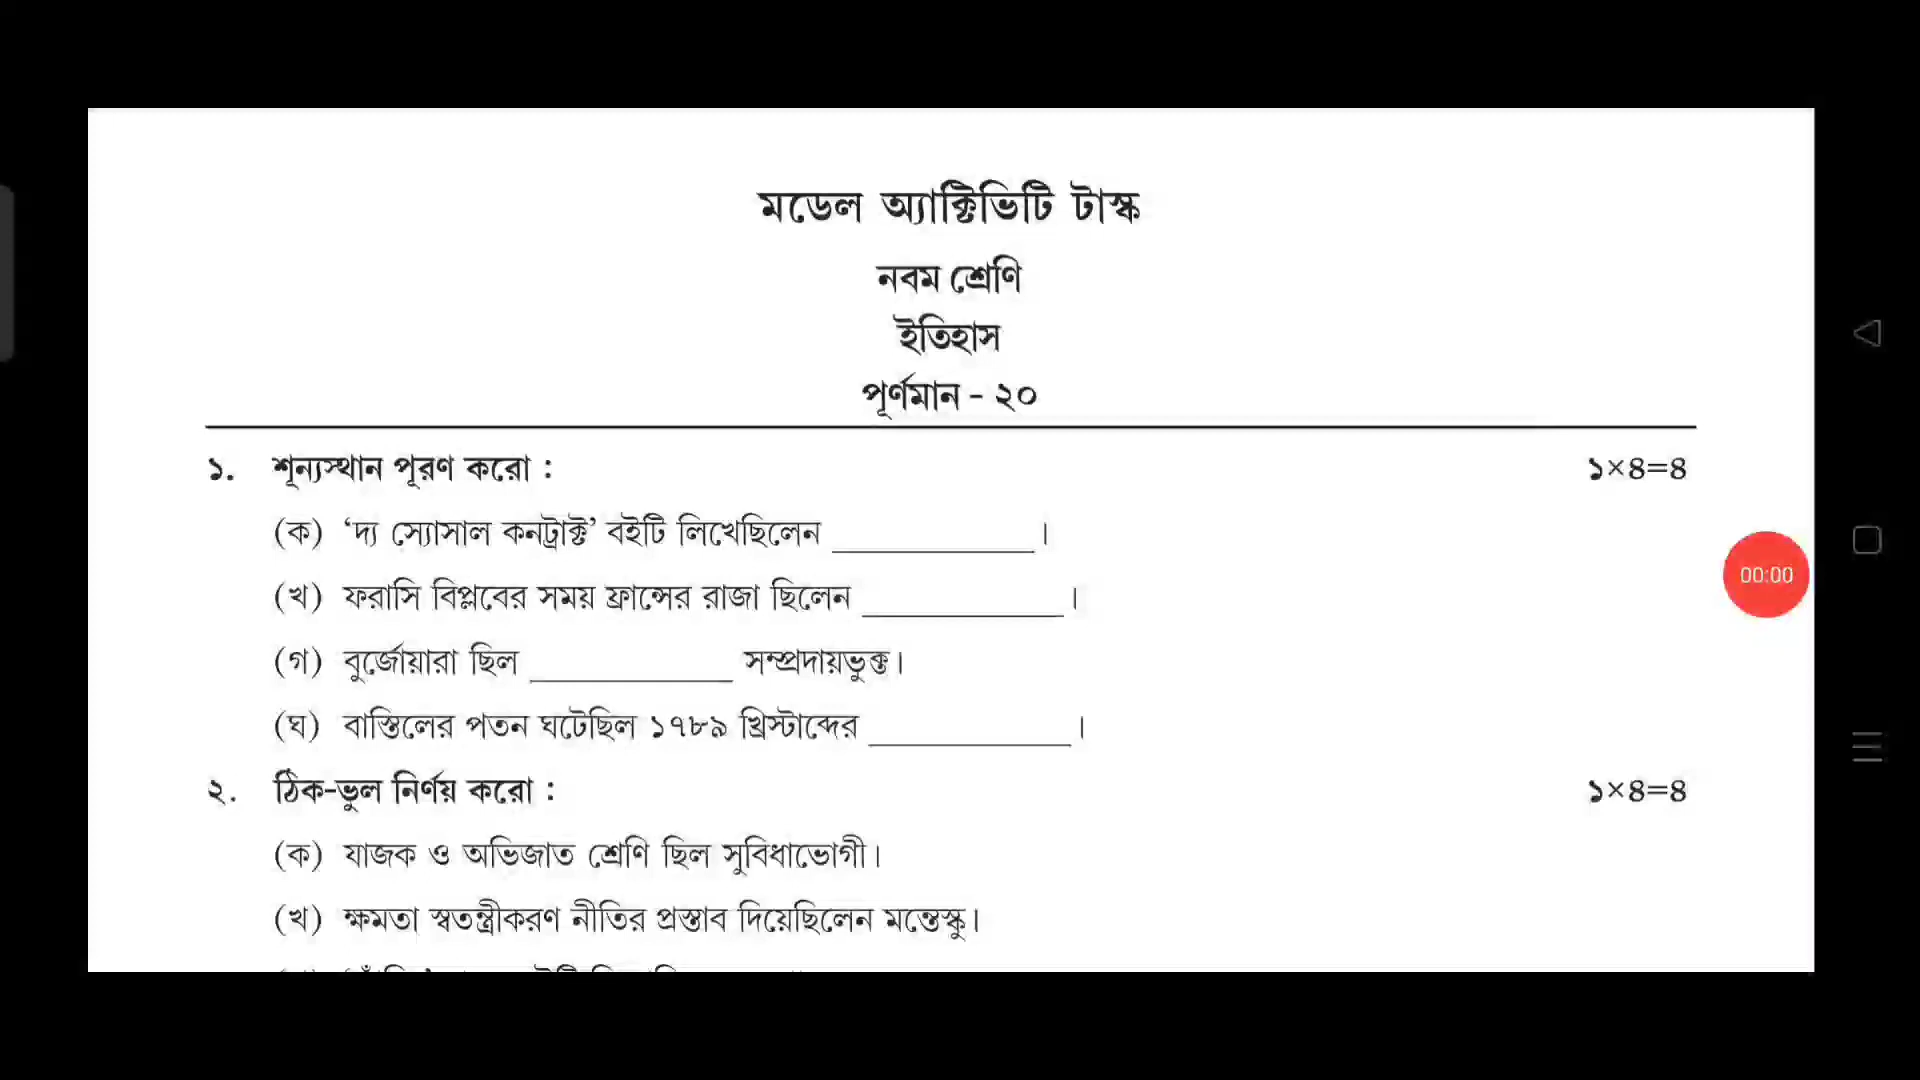 মডেল অ্যাক্টিভিটি টাস্ক
নবম শ্রেণি
ইতিহাস
পূর্ণমান - ২০
১. শূন্যস্থান পূরণ করো : ১×৪=৪
(ক) ‘দ্য স্যোসাল কনট্রাক্ট’ বইটি লিখেছিলেন ____________ ।
(খ) ফরাসি বিপ্লবের সময় ফ্রান্সের রাজা ছিলেন ____________ ।
(গ) বুর্জোয়ারা ছিল ____________ সম্প্রদায়ভুক্ত।
00:00
(ঘ) বাস্তিলের পতন ঘটেছিল ১৭৮৯ খ্রিস্টাব্দের ____________ ।
২. ঠিক-ভুল নির্ণয় করো : ১×৪=৪
(ক) যাজক ও অভিজাত শ্রেণি ছিল সুবিধাভোগী।
(খ) ক্ষমতা স্বতন্ত্রীকরণ নীতির প্রস্তাব দিয়েছিলেন মন্তেস্কু।